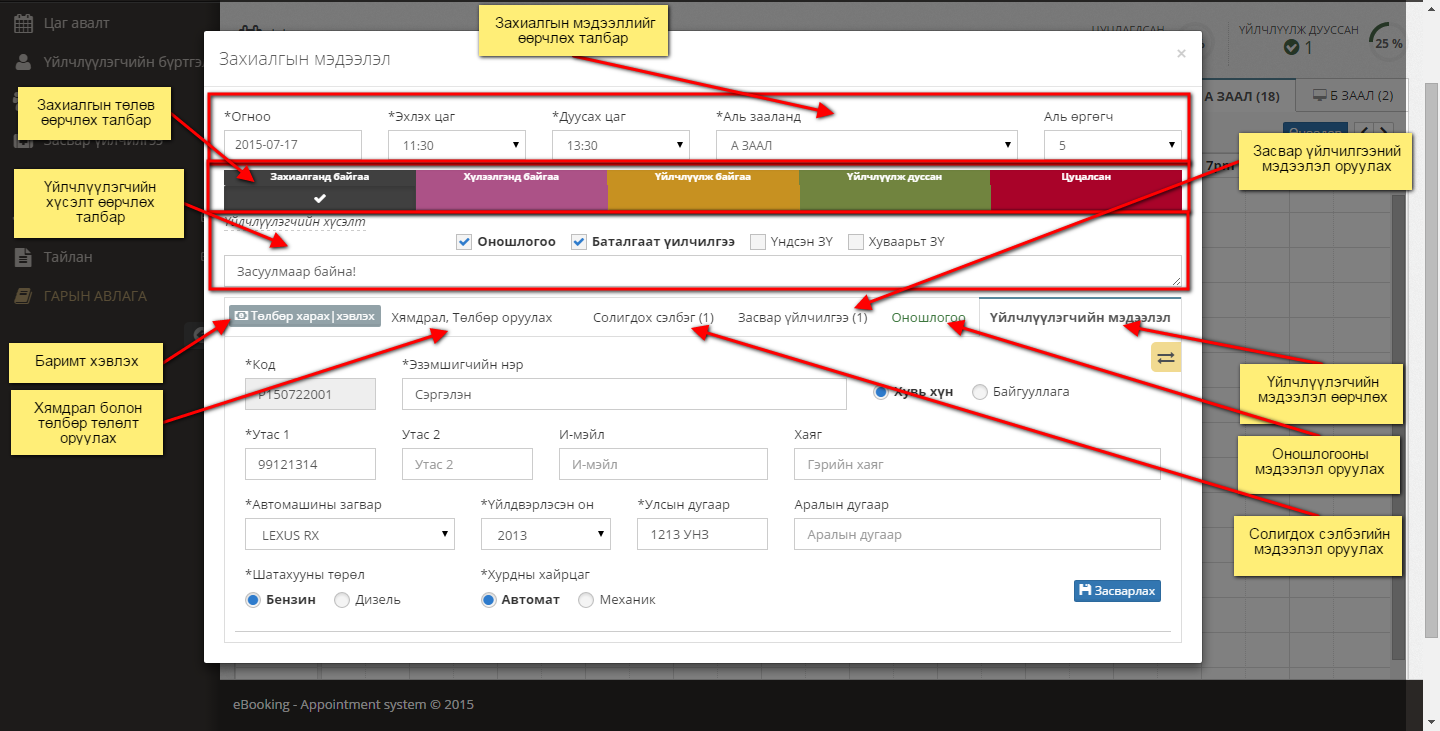 Захиалгын мэдээллийг
өөрчлөх талбар
Цаг авалт
ЦУЦЛАГДСАН
ҮЙЛЧЛҮҮЛЖ ДУУССАН
1
25 %
Үйлчлүүлэгчийн бүртгэл
Захиалгын мэдээлэл
×
А ЗААЛ (18)
Б ЗААЛ (2)
Захиалгын төлөв
өөрчлөх талбар
*Огноо
*Эхлэх цаг
*Дуусах цаг
*Аль зааланд
Аль өргөгч
2015-07-17
11:30
13:30
А ЗААЛ
5
Өнөөдөр
Засвар үйлчилгээ
7pm
Засвар үйлчилгээний
мэдээлэл оруулах
Захиалганд байгаа
Хүлээлгэнд байгаа
Үйлчлүүлж байгаа
Үйлчлүүлж дуссан
Цуцалсан
Үйлчлүүлэгчийн
хүсэлт өөрчлөх
талбар
Үйлчлүүлэгчийн хүсэлт
Оношлогоо
Баталгаат үйлчилгээ
Үндсэн ЗҮ
Хуваарьт ЗҮ
Тайлан
Засуулмаар байна!
ГАРЫН АВЛАГА
Төлбөр харах|хэвлэх
Хямдрал, Төлбөр оруулах
Солигдох сэлбэг (1)
Засвар үйлчилгээ (1)
Оношлогоо
Үйлчлүүлэгчийн мэдээлэл
Баримт хэвлэх
*Код
*Эзэмшигчийн нэр
P150722001
Сэргэлэн
Хувь хүн
Байгууллага
Үйлчлүүлэгчийн
мэдээлэл өөрчлөх
Хямдрал болон
төлбөр төлөлт
оруулах
*Утас 1
Утас 2
И-мэйл
Хаяг
99121314
Утас 2
И-мэйл
Гэрийн хаяг
Оношлогооны
мэдээлэл оруулах
*Автомашины загвар
*Үйлдвэрлэсэн он
*Улсын дугаар
Аралын дугаар
LEXUS RX
2013
1213 УНЗ
Аралын дугаар
Солигдох сэлбэгийн
мэдээлэл оруулах
*Шатахууны төрөл
*Хурдны хайрцаг
Бензин
Дизель
Автомат
Механик
Засварлах
eBooking - Appointment system © 2015